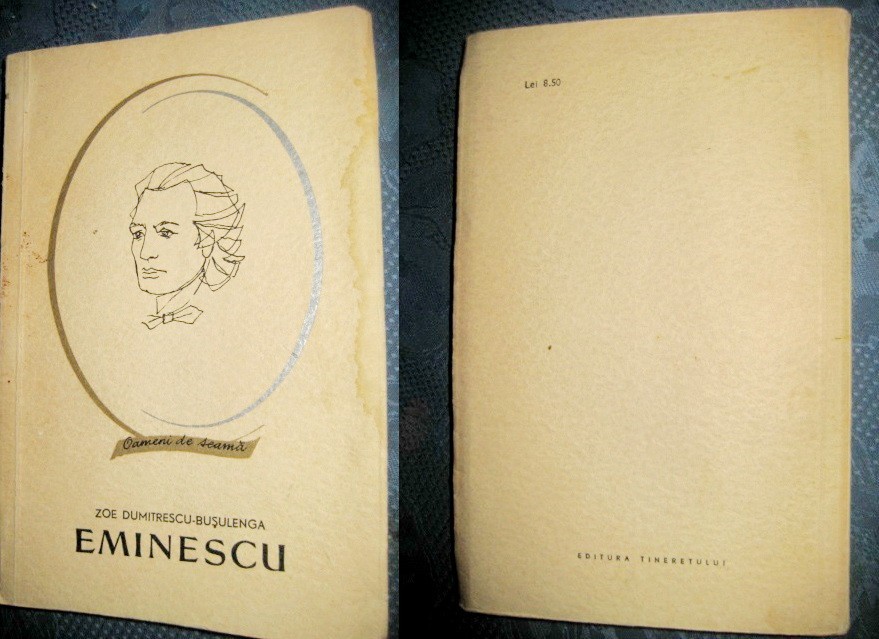 Oameni de seamă
ZOE DUMITRESCU-BUŞULENGA
EMINESCU
Lei 8.50
EDITURA TINERETULUI